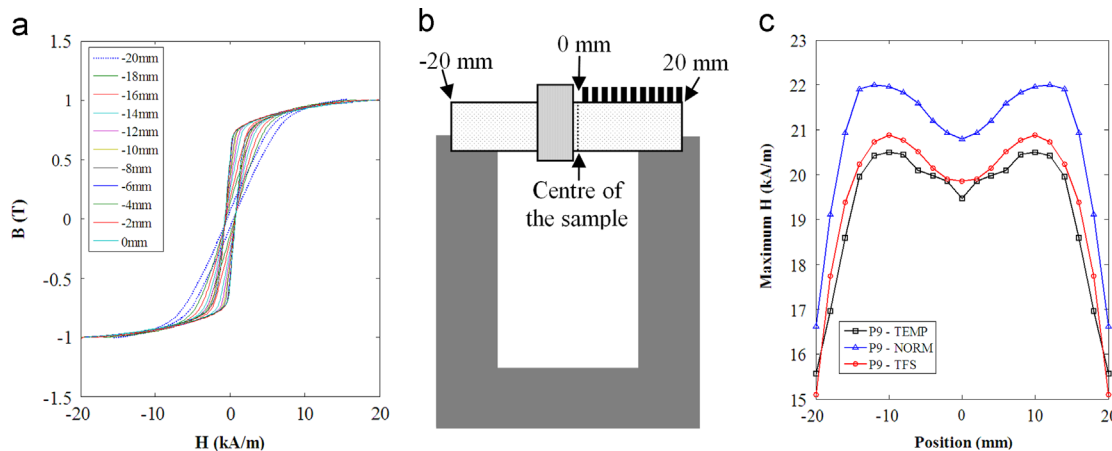 a
1.5
1
0.5
0
-0.5
-1
-1.5
B (T)
-20mm
-18mm
-16mm
-14mm
-12mm
-10mm
-8mm
-6mm
-4mm
-2mm
0mm
-20
-10
0
10
20
H (kA/m)
b
0 mm
-20 mm
20 mm
Centre of
the sample
c
23
22
21
20
19
18
17
16
15
Maximum H (kA/m)
P9 - TEMP
P9 - NORM
P9 - TFS
-20
-10
0
10
20
Position (mm)